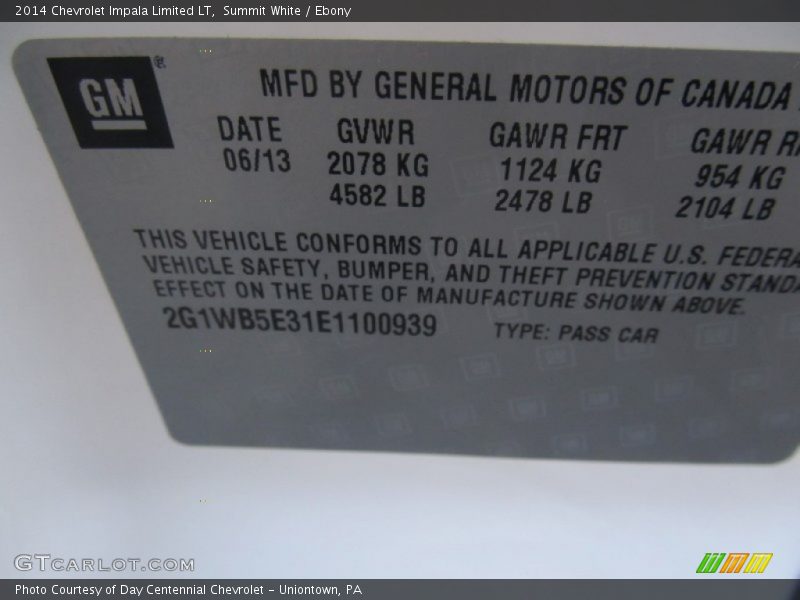 2014 Chevrolet Impala Limited LT,  Summit White / Ebony
GM®
MFD BY GENERAL MOTORS OF CANADA
DATE GVWR GAWR FRT GAWR
06/13 2078 KG 1124 KG 954 KG
4582 LB 2478 LB 2104 LB
THIS VEHICLE CONFORMS TO ALL APPLICABLE U.S.
VEHICLE SAFETY, BUMPER, AND THEFT PREVENTION
EFFECT ON THE DATE OF MANUFACTURE SHOWN ABOVE.
2G1WB5E31E1100939 TYPE: PASS CAR
GTCARLOT.COM
Photo Courtesy of Day Centennial Chevrolet - Uniontown, PA